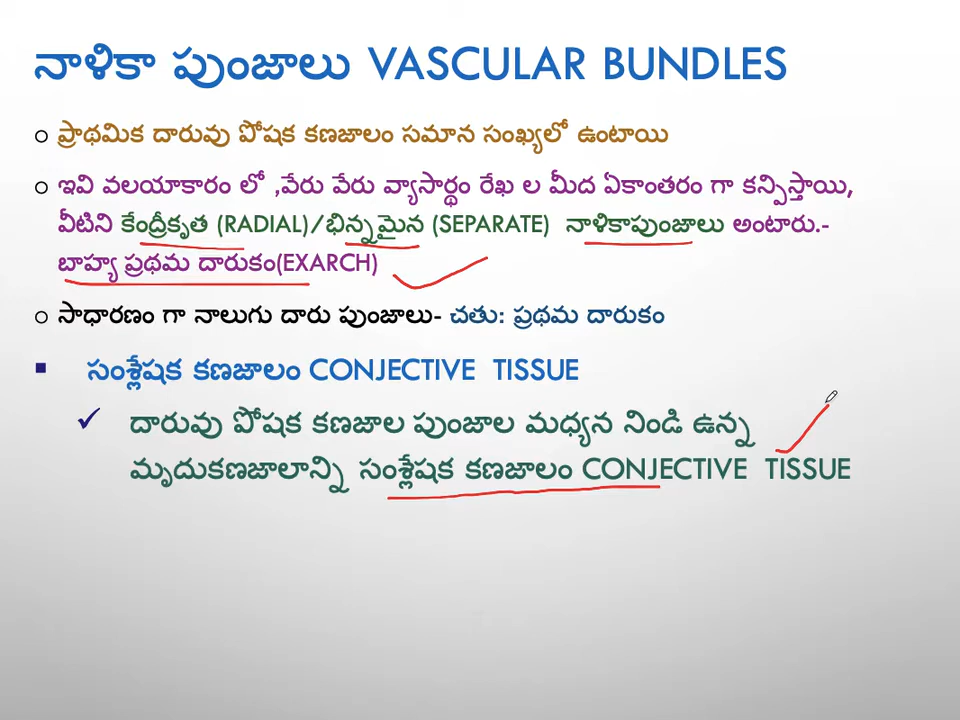 నాళికా పుంజాలు VASCULAR BUNDLES
ప్రాథమిక దారువు పోషక కణజాలం సమాన సంఖ్యలో ఉంటాయి
ఇవి వలయాకారం లో ,వేరు వేరు వ్యాసార్థం రేఖ ల మీద ఏకాంతరం గా కన్పిస్తాయి,
వీటిని కేంద్రీకృత (RADIAL)/భిన్నమైన (SEPARATE) నాళికాపుంజాలు అంటారు.-
బాహ్య ప్రథమ దారుకం(EXARCH)
సాధారణం గా నాలుగు దారు పుంజాలు- చతు: ప్రథమ దారుకం
సంశ్లేషక కణజాలం CONJECTIVE TISSUE
దారువు పోషక కణజాల పుంజాల మధ్యన నిండి ఉన్న
మృదుకణజాలాన్ని సంశ్లేషక కణజాలం CONJECTIVE TISSUE